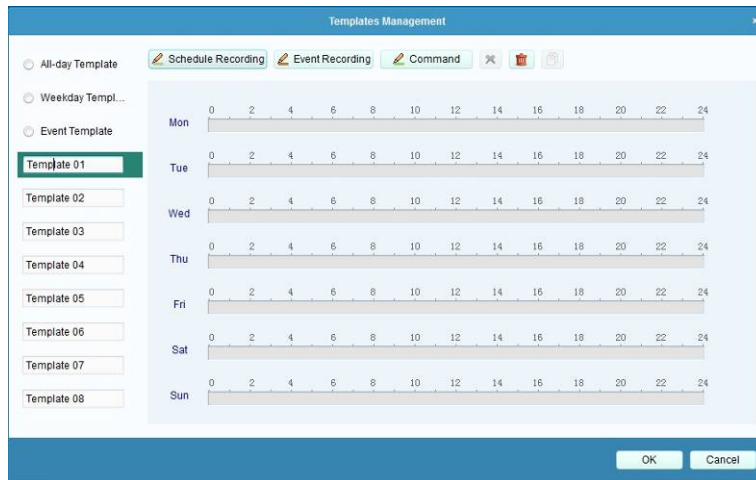 Templates Management
All-day Template
Weekday Templ...
Event Template
Template 01
Template 02
Template 03
Template 04
Template 05
Template 06
Template 07
Template 08
Schedule Recording Event Recording Command
0 2 4 6 8 10 12 14 16 18 20 22 24
Mon
0 2 4 6 8 10 12 14 16 18 20 22 24
Tue
0 2 4 6 8 10 12 14 16 18 20 22 24
Wed
0 2 4 6 8 10 12 14 16 18 20 22 24
Thu
0 2 4 6 8 10 12 14 16 18 20 22 24
Fri
0 2 4 6 8 10 12 14 16 18 20 22 24
Sat
0 2 4 6 8 10 12 14 16 18 20 22 24
Sun
OK Cancel